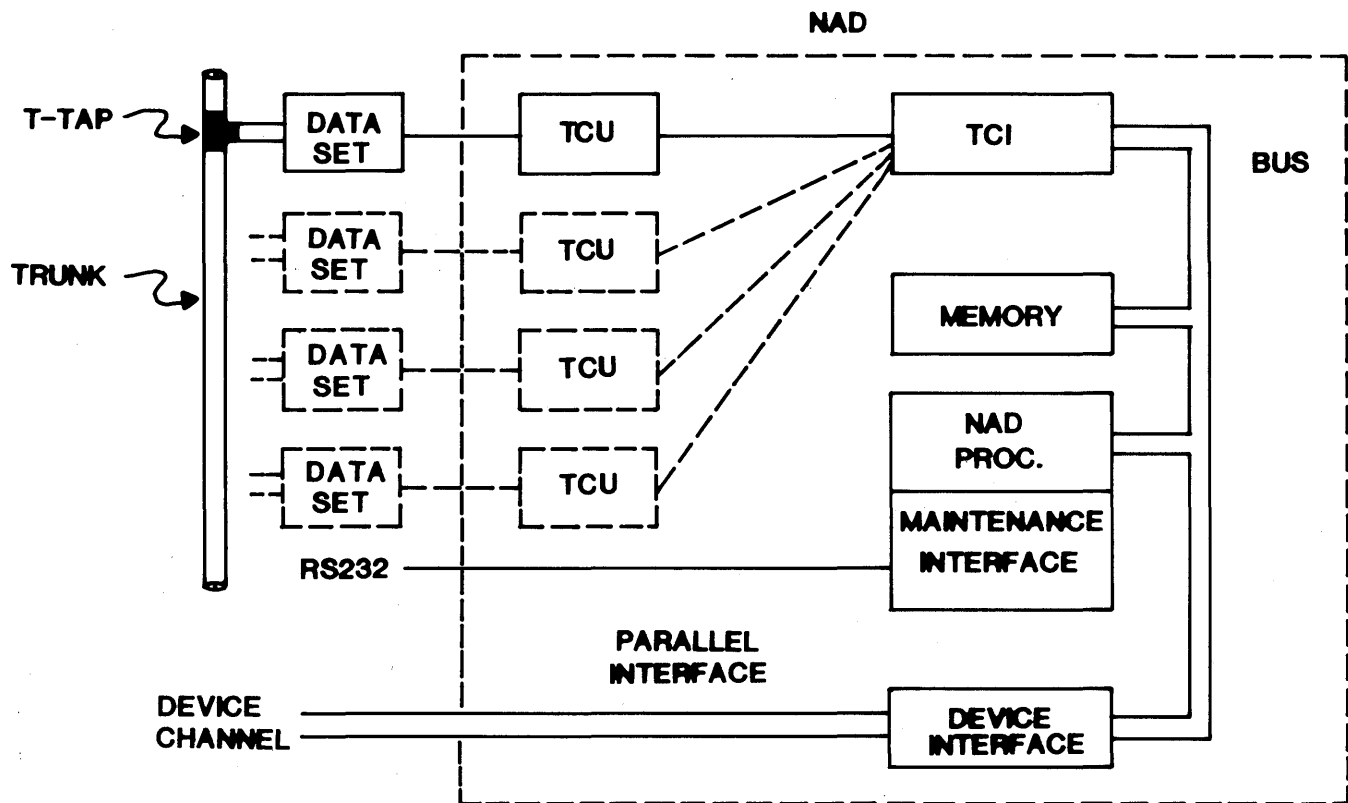 NAD
T-TAP
DATA
SET
TCU
TCI
BUS
DATA
SET
TCU
TRUNK
MEMORY
DATA
SET
TCU
NAD
PROC.
DATA
SET
TCU
MAINTENANCE
INTERFACE
RS232
PARALLEL
INTERFACE
DEVICE
CHANNEL
DEVICE
INTERFACE